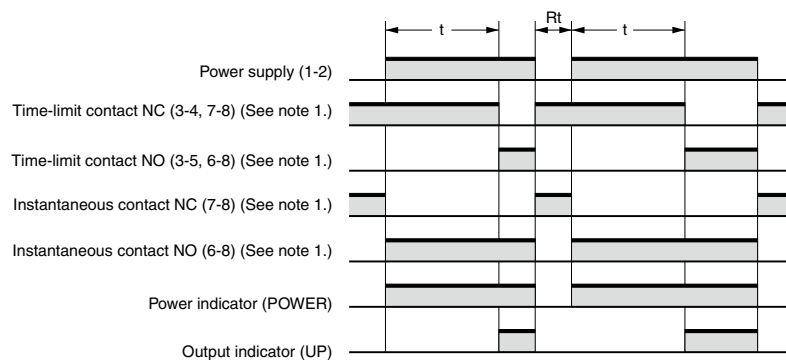 Rt
t
t
Power supply (1-2)
Time-limit contact NC (3-4, 7-8) (See note 1.)
Time-limit contact NO (3-5, 6-8) (See note 1.)
Instantaneous contact NC (7-8) (See note 1.)
Instantaneous contact NO (6-8) (See note 1.)
Power indicator (POWER)
Output indicator (UP)